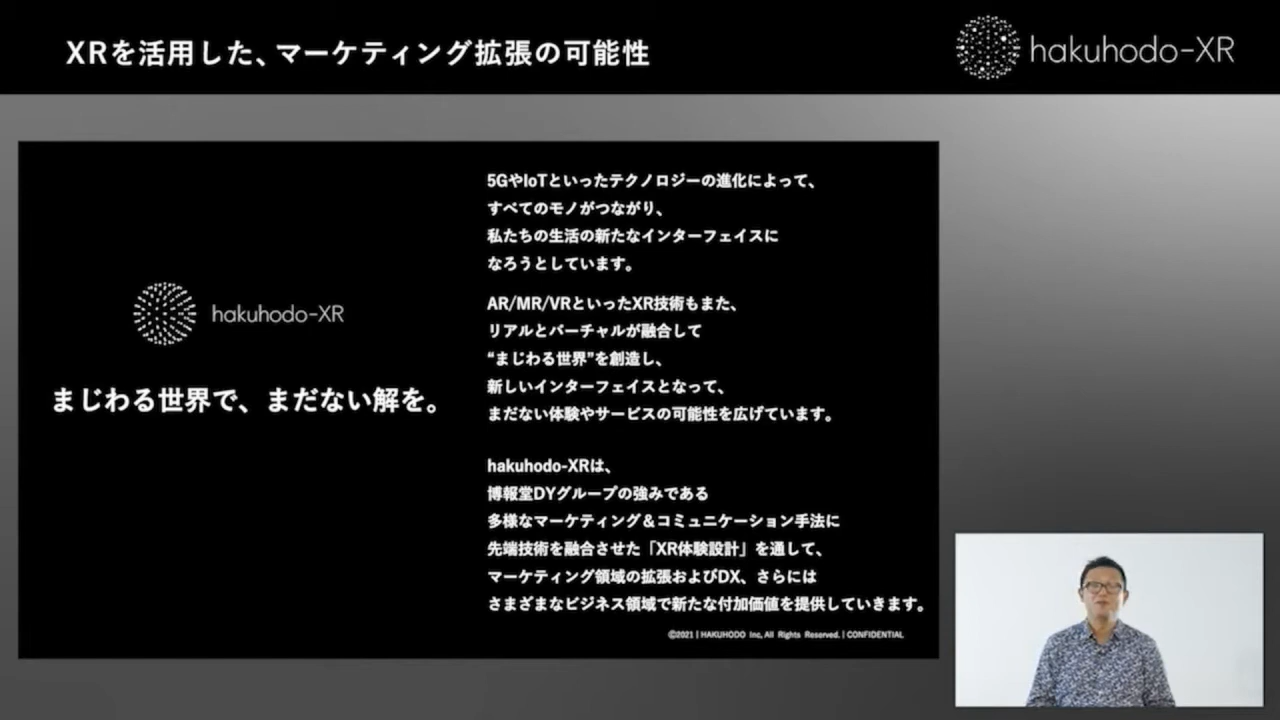 XRを活用した、マーケティング拡張の可能性
hakuhodo-XR
hakuhodo-XR
まじわる世界で、まだない解を。
5GやIoTといったテクノロジーの進化によって、
すべてのモノがつながり、
私たちの生活の新たなインターフェイスに
なろうとしています。
AR/MR/VRといったXR技術もまた、
リアルとバーチャルが融合して
“まじわる世界”を創造し、
新しいインターフェイスとなって、
まだない体験やサービスの可能性を広げています。
hakuhodo-XRは、
博報堂DYグループの強みである
多様なマーケティング＆コミュニケーション手法に
先端技術を融合させた「XR体験設計」を通して、
マーケティング領域の拡張およびDX、さらには
さまざまなビジネス領域で新たな付加価値を提供していきます。
©2021 | HAKUHODO Inc, All Rights Reserved. | CONFIDENTIAL